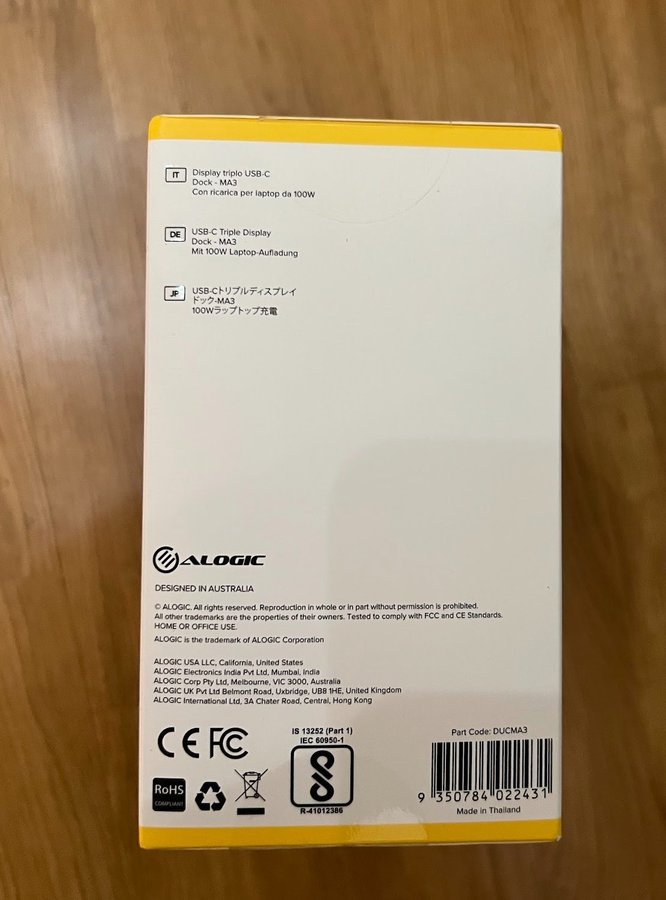 IT
Display triplo USB-C
Dock - MA3
Con ricarica per laptop da 100W
DE
USB-C Triple Display
Dock - MA3
Mit 100W Laptop-Aufladung
JP
USB-Cトリプルディスプレイ
ドック-MA3
100Wラップトップ充電
ALOGIC
DESIGNED IN AUSTRALIA
© ALOGIC. All rights reserved. Reproduction in whole or in part without permission is prohibited.
All other trademarks are the properties of their owners. Tested to comply with FCC and CE Standards.
HOME OR OFFICE USE.
ALOGIC is the trademark of ALOGIC Corporation
ALOGIC USA LLC, California, United States
ALOGIC Electronics India Pvt Ltd, Mumbai, India
ALOGIC Corp Pty Ltd, Melbourne, VIC 3000, Australia
ALOGIC UK Pvt Ltd Belmont Road, Uxbridge, UB8 1HE, United Kingdom
ALOGIC International Ltd, 3A Chater Road, Central, Hong Kong
CE FC
IS 13252 (Part 1)
IEC 60950-1
R-41012386
RoHS
COMPLIANT
Part Code: DUCMA3
9 350784 022431
Made in Thailand